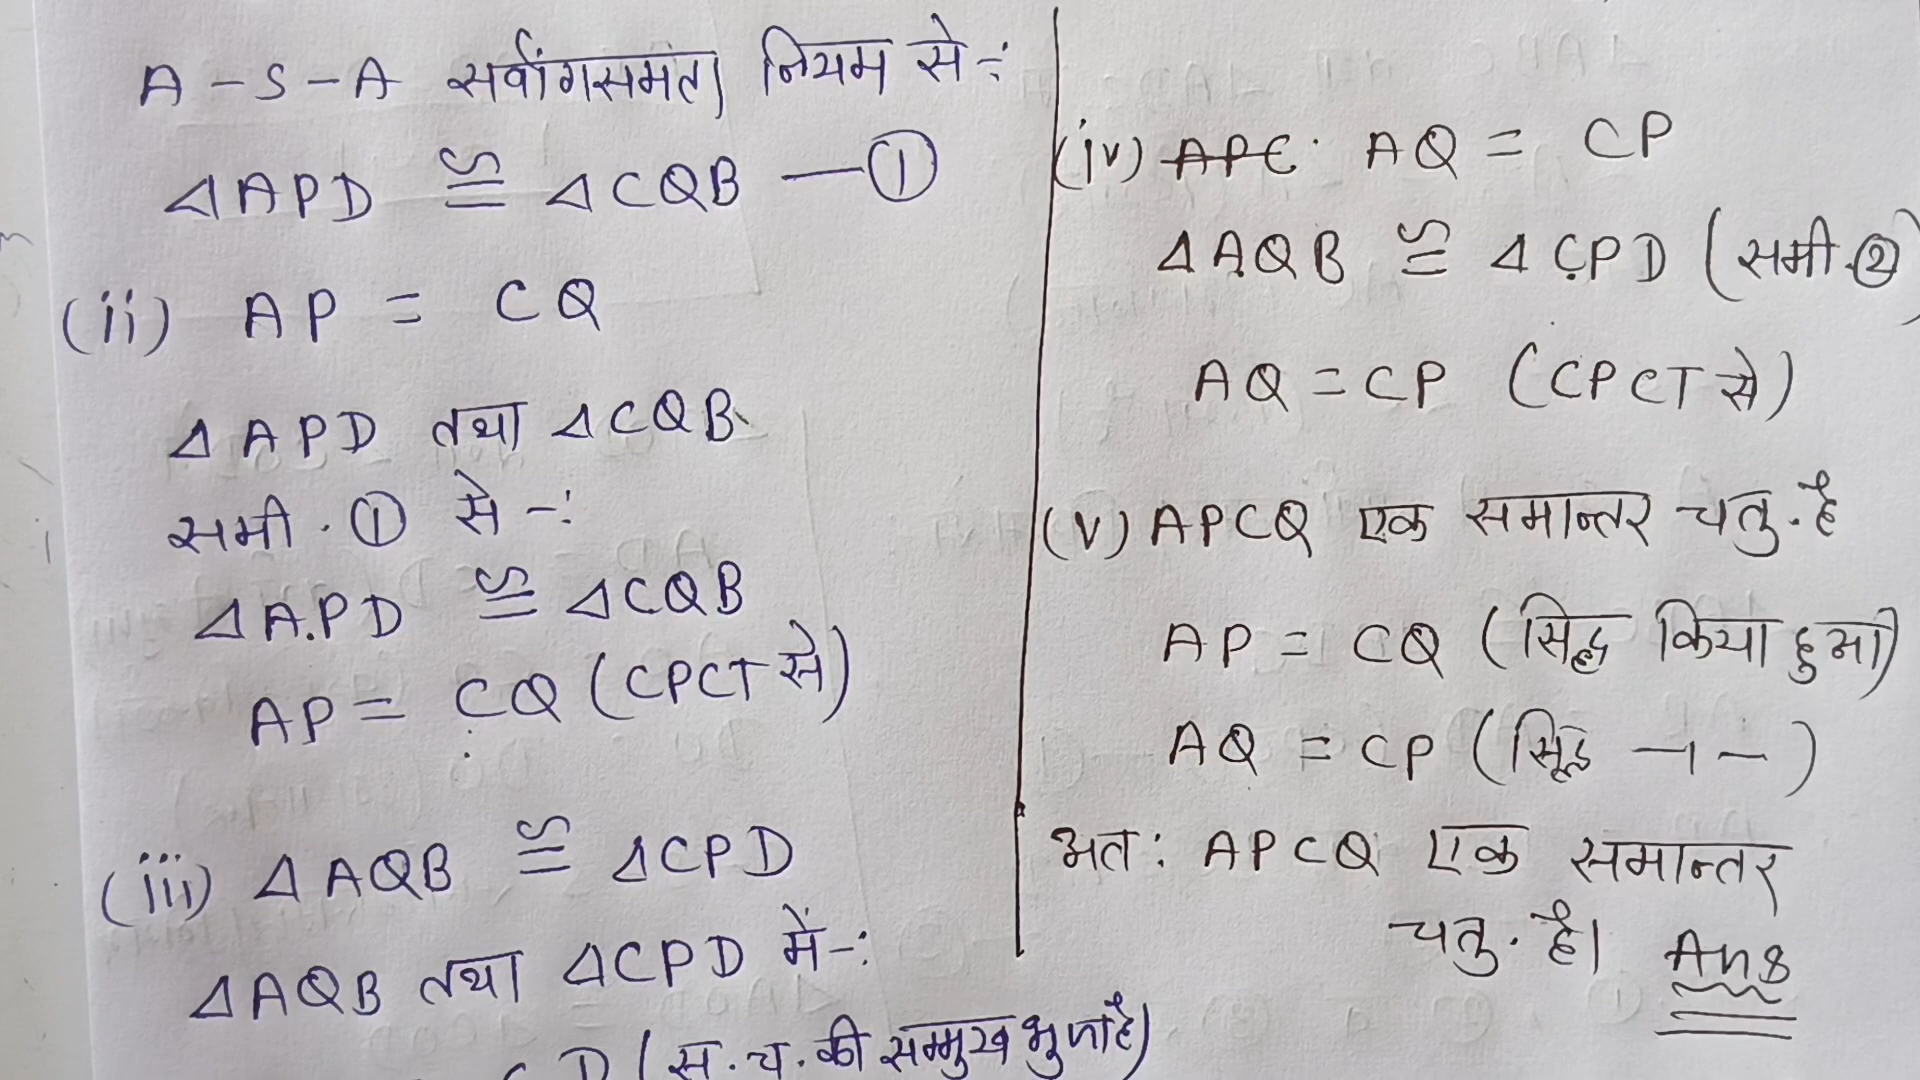 A-S-A सर्वांगसमता नियम से -:
△APD ≅ △CQB —①
(ii) AP = CQ
△APD तथा △CQB
समी. ① से -:
△A.PD ≅ △CQB
AP = CQ (CPCT से)
(iii) △AQB ≅ △CPD
△AQB तथा △CPD में -:
CD (स.च. की सम्मुख भुजा है)
(iv) APC AQ = CP
△AQB ≅ △CPD (समी. ②)
AQ = CP (CPCT से)
(v) APCQ एक समान्तर चतु. है
AP = CQ (सिद्ध किया हुआ)
AQ = CP (सिद्ध —ı—)
अत: APCQ एक समान्तर
चतु. है। Ans